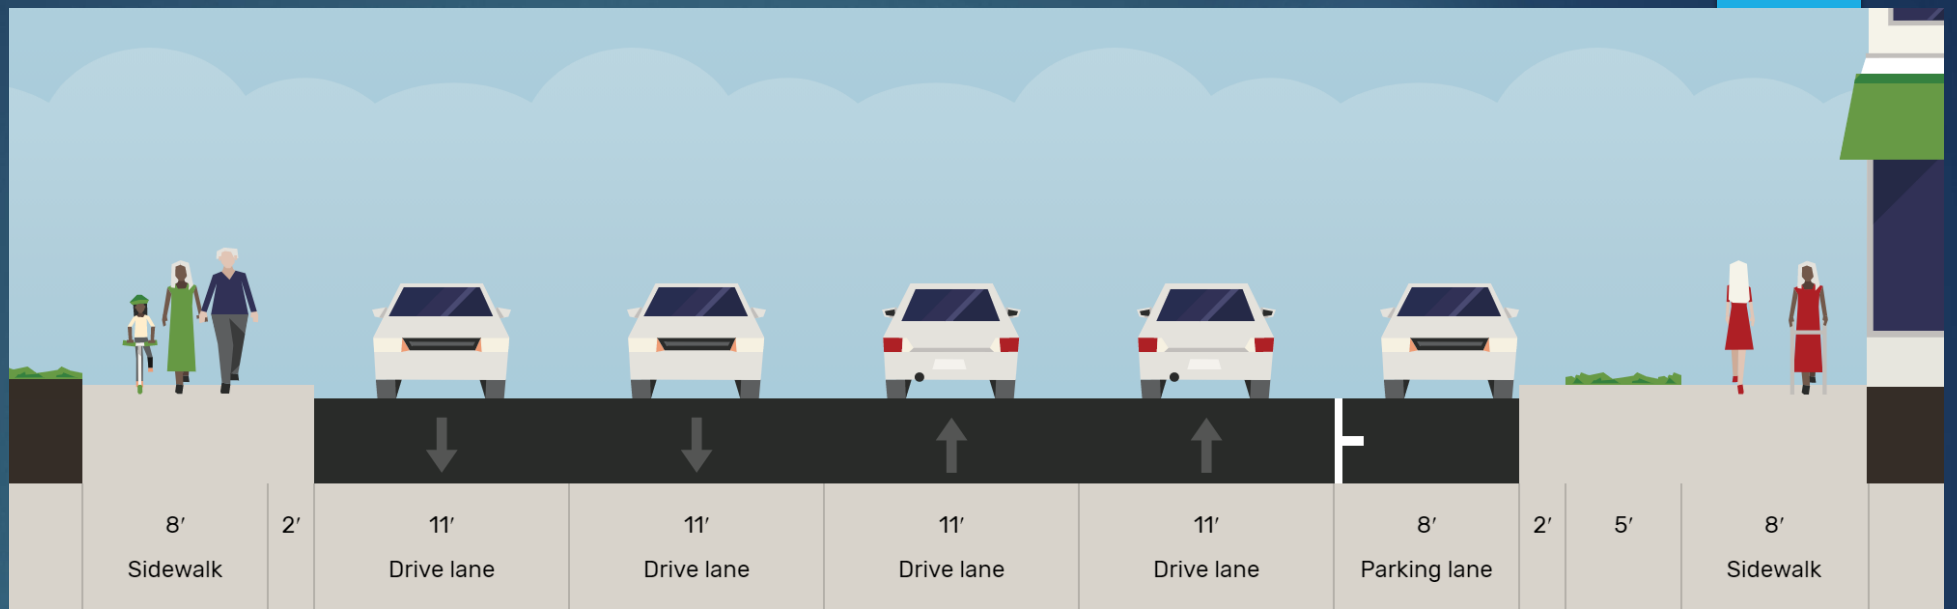 8′ 2′ 11′ 11′ 11′ 11′ 8′ 2′ 5′ 8′
Sidewalk Drive lane Drive lane Drive lane Drive lane Parking lane Sidewalk